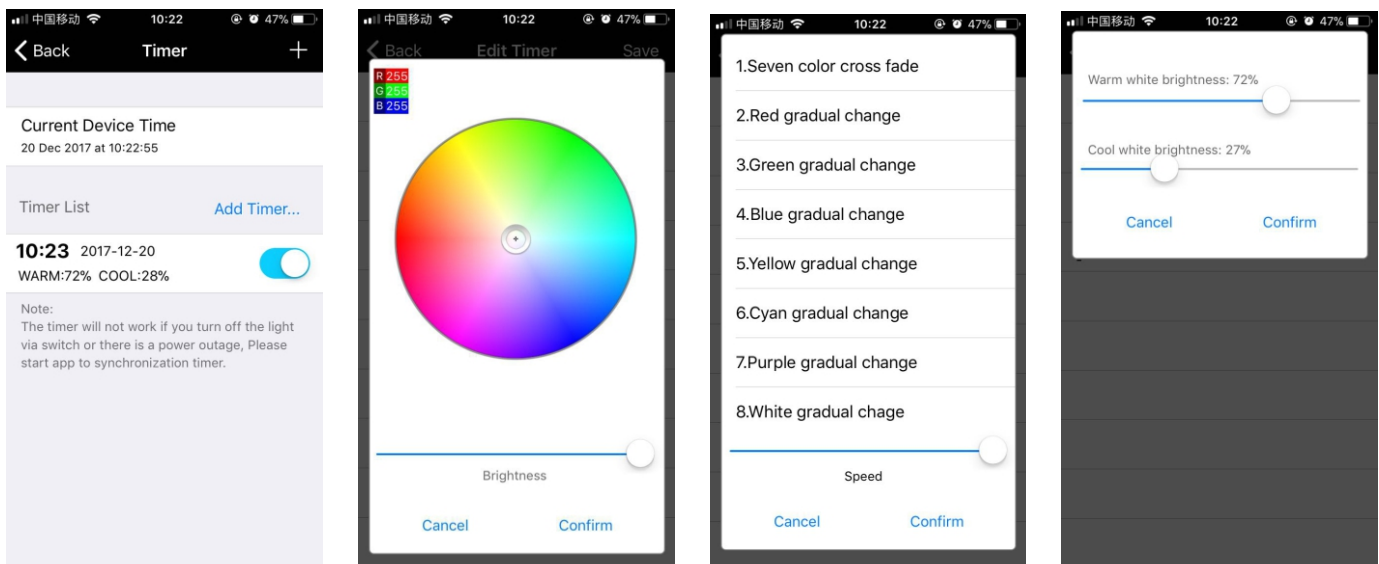 中国移动 10:22 47%
Back Timer +
Current Device Time
20 Dec 2017 at 10:22:55
Timer List Add Timer...
10:23 2017-12-20
WARM:72% COOL:28%
Note:
The timer will not work if you turn off the light
via switch or there is a power outage, Please
start app to synchronization timer.
中国移动 10:22 47%
Back Edit Timer Save
R 255
G 255
B 255
Brightness
Cancel Confirm
中国移动 10:22 47%
1.Seven color cross fade
2.Red gradual change
3.Green gradual change
4.Blue gradual change
5.Yellow gradual change
6.Cyan gradual change
7.Purple gradual change
8.White gradual chage
Speed
Cancel Confirm
中国移动 10:22 47%
Warm white brightness: 72%
Cool white brightness: 27%
Cancel Confirm